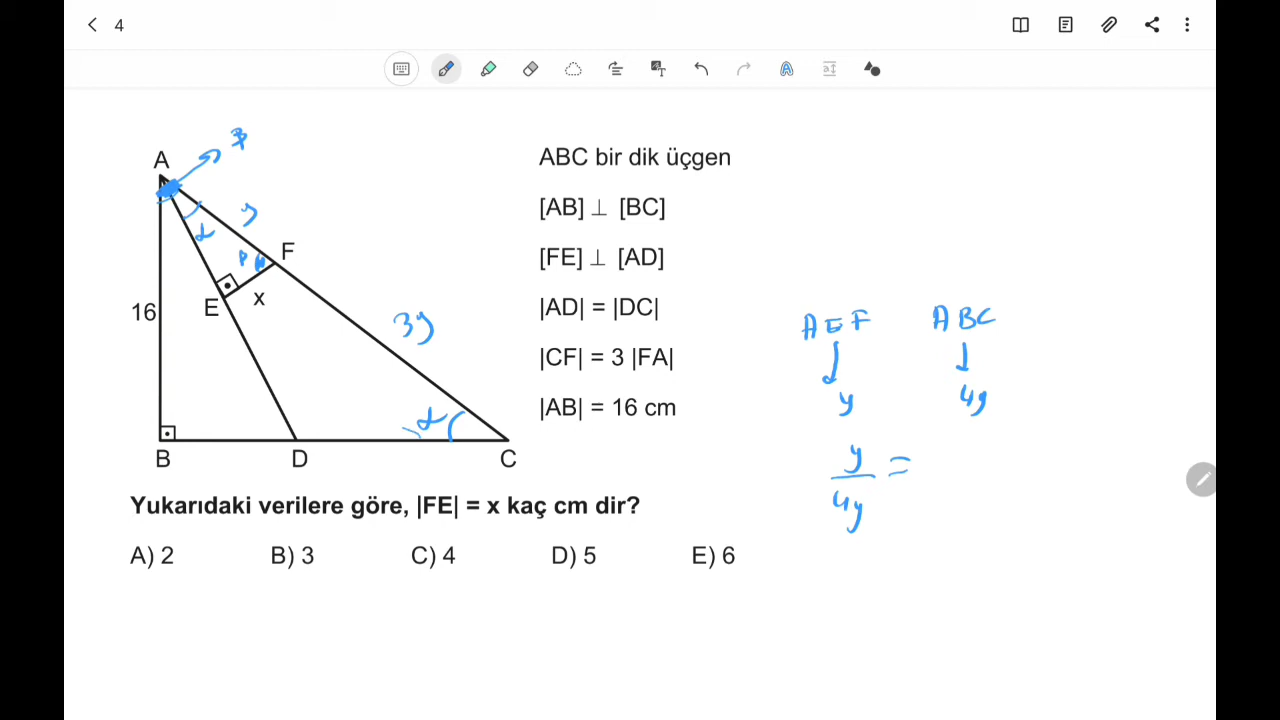 4
A
ABC bir dik üçgen
[AB] ⊥ [BC]
y
α
F
[FE] ⊥ [AD]
β
16
E
x
|AD| = |DC|
3y
AEF
ABC
|CF| = 3 |FA|
y
4y
|AB| = 16 cm
α
B
D
C
y
4y
=
Yukarıdaki verilere göre, |FE| = x kaç cm dir?
A) 2 B) 3 C) 4 D) 5 E) 6